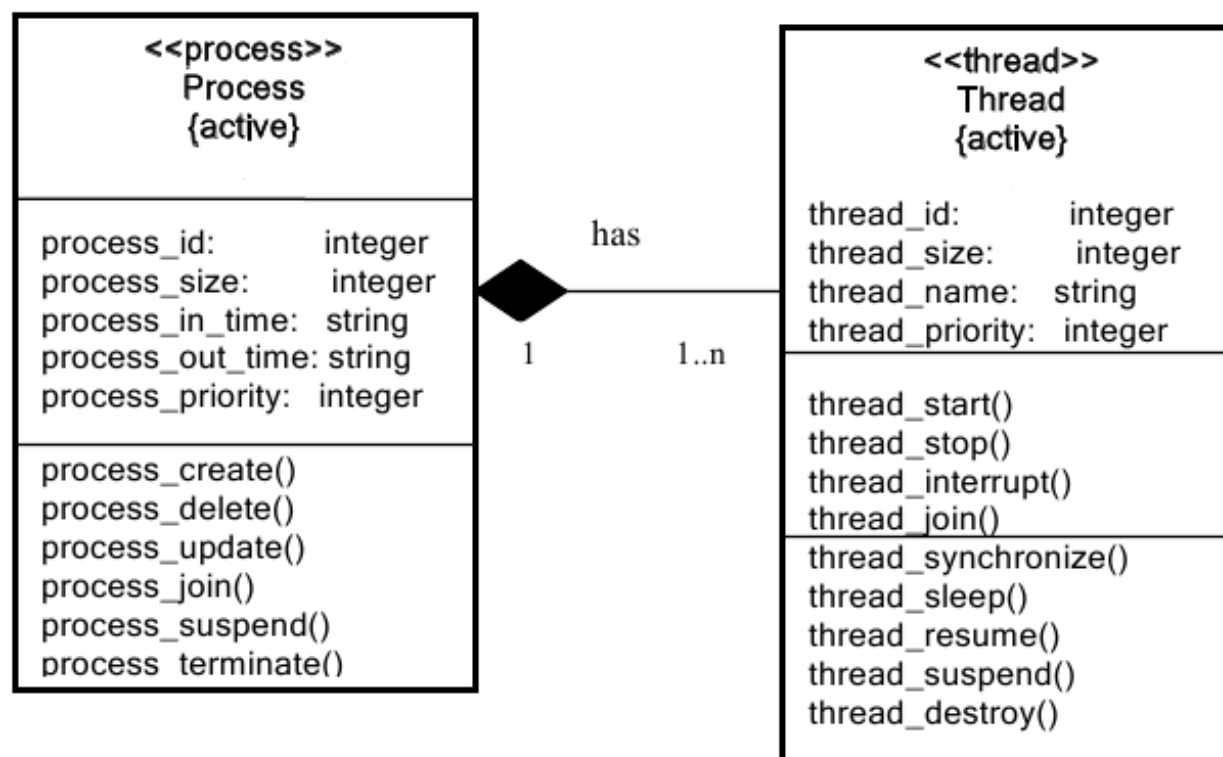 <<process>>
Process
{active}
process_id: integer
process_size: integer
process_in_time: string
process_out_time: string
process_priority: integer
process_create()
process_delete()
process_update()
process_join()
process_suspend()
process_terminate()
has
1
1..n
<<thread>>
Thread
{active}
thread_id: integer
thread_size: integer
thread_name: string
thread_priority: integer
thread_start()
thread_stop()
thread_interrupt()
thread_join()
thread_synchronize()
thread_sleep()
thread_resume()
thread_suspend()
thread_destroy()